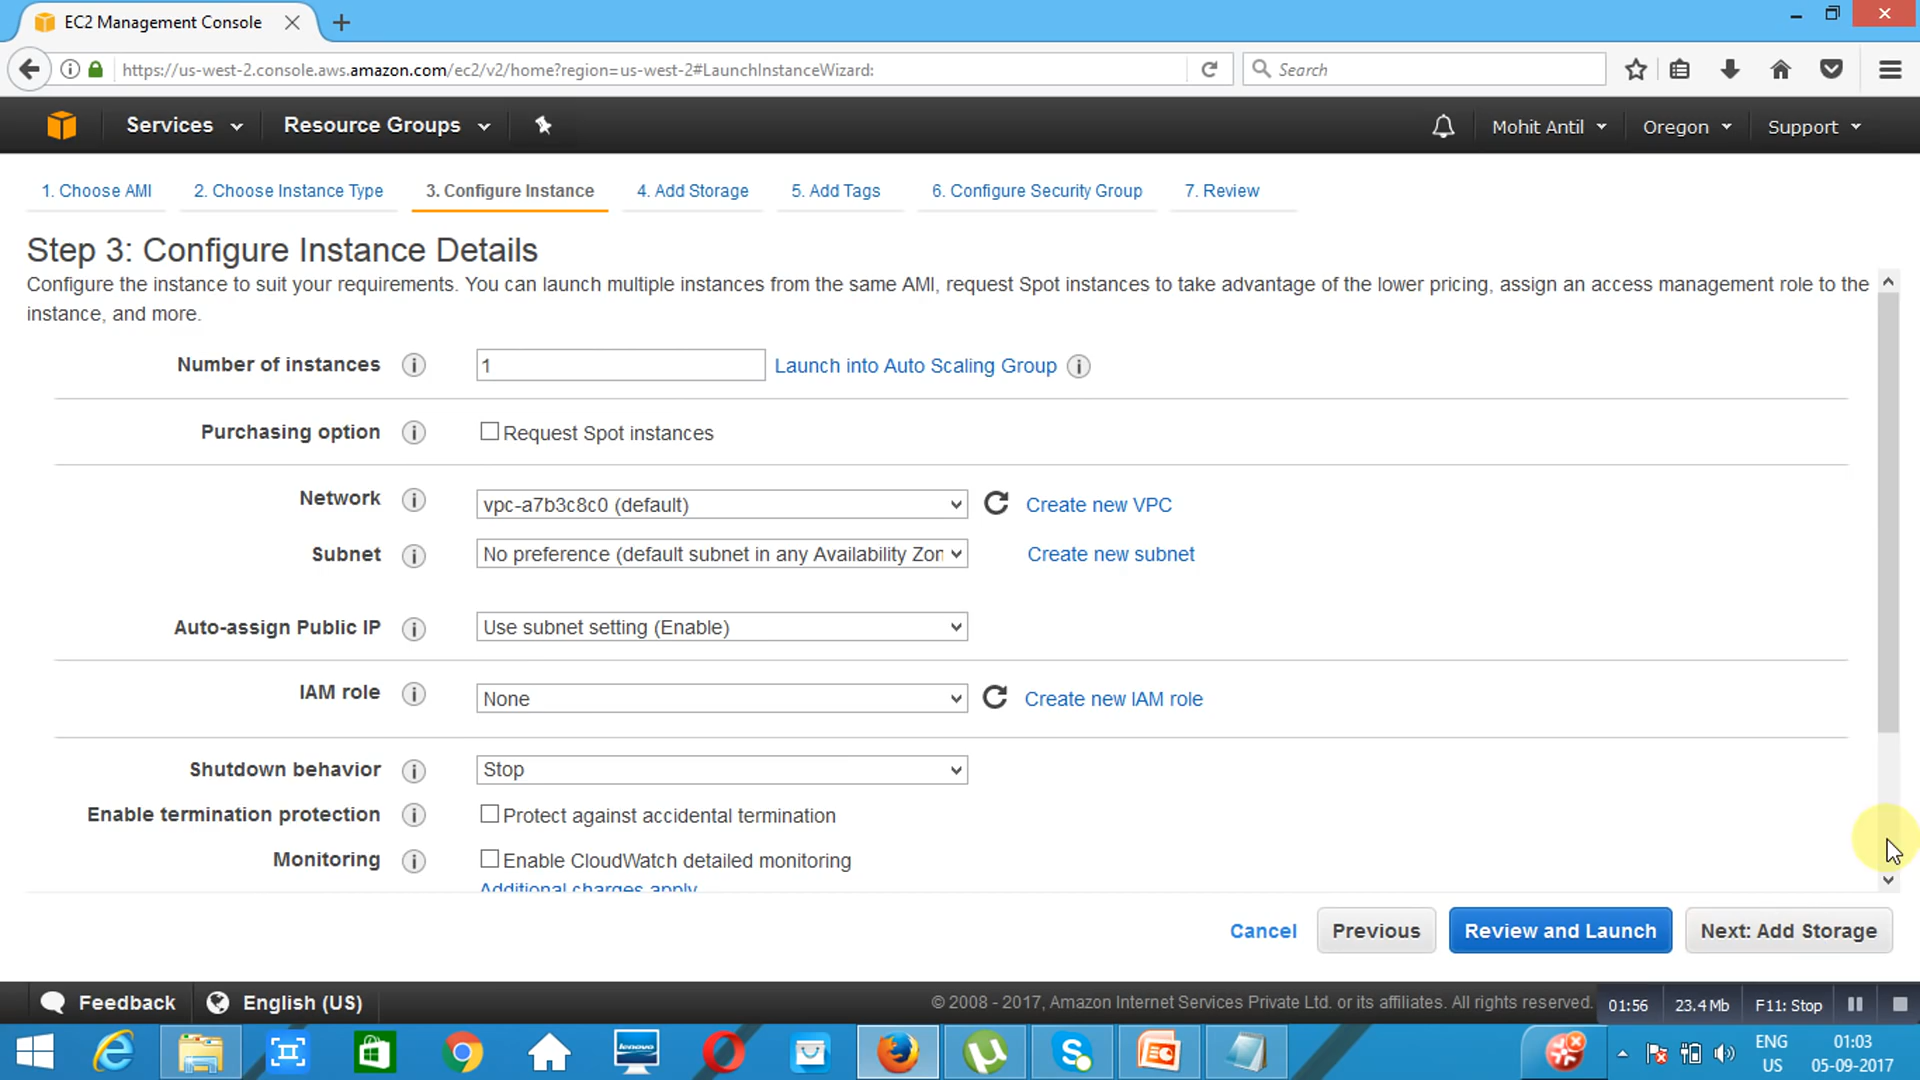 EC2 Management Console
https://us-west-2.console.aws.amazon.com/ec2/v2/home?region=us-west-2#LaunchInstanceWizard:
Search
Services
Resource Groups
Mohit Antil
Oregon
Support
1. Choose AMI
2. Choose Instance Type
3. Configure Instance
4. Add Storage
5. Add Tags
6. Configure Security Group
7. Review
Step 3: Configure Instance Details
Configure the instance to suit your requirements. You can launch multiple instances from the same AMI, request Spot instances to take advantage of the lower pricing, assign an access management role to the
instance, and more.
Number of instances
1
Launch into Auto Scaling Group
Purchasing option
Request Spot instances
Network
vpc-a7b3c8c0 (default)
Create new VPC
Subnet
No preference (default subnet in any Availability Zon
Create new subnet
Auto-assign Public IP
Use subnet setting (Enable)
IAM role
None
Create new IAM role
Shutdown behavior
Stop
Enable termination protection
Protect against accidental termination
Monitoring
Enable CloudWatch detailed monitoring
Additional charges apply.
Cancel
Previous
Review and Launch
Next: Add Storage
Feedback
English (US)
© 2008 - 2017, Amazon Internet Services Private Ltd. or its affiliates. All rights reserved.
01:56
23.4 Mb
F11: Stop
lenovo
ENG
US
01:03
05-09-2017